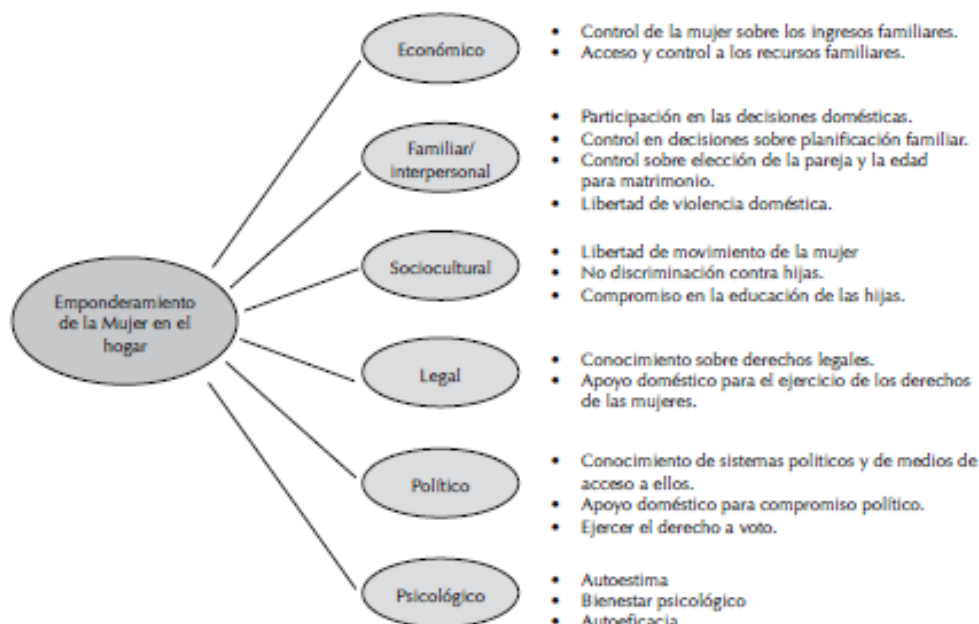 Económico
• Control de la mujer sobre los ingresos familiares.
• Acceso y control a los recursos familiares.
Familiar/
interpersonal
• Participación en las decisiones domésticas.
• Control en decisiones sobre planificación familiar.
• Control sobre elección de la pareja y la edad
para matrimonio.
• Libertad de violencia doméstica.
Sociocultural
• Libertad de movimiento de la mujer
• No discriminación contra hijas.
• Compromiso en la educación de las hijas.
Emponderamiento
de la Mujer en el
hogar
Legal
• Conocimiento sobre derechos legales.
• Apoyo doméstico para el ejercicio de los derechos
de las mujeres.
Político
• Conocimiento de sistemas politicos y de medios de
acceso a ellos.
• Apoyo doméstico para compromiso político.
• Ejercer el derecho a voto.
Psicológico
• Autoestima
• Bienestar psicológico
• Autoeficacia